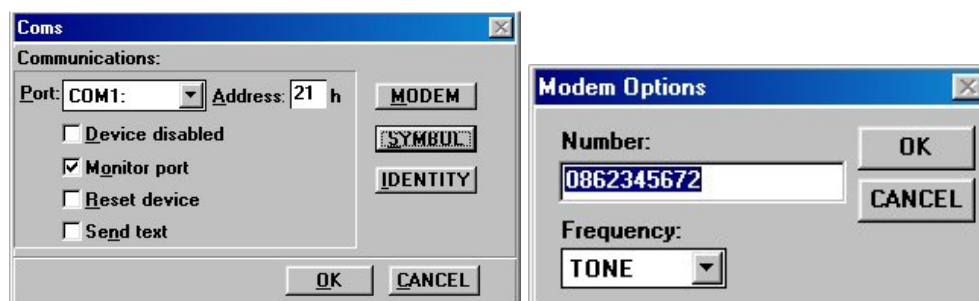 Coms
Communications:
Port: COM1: Address: 21 h
Device disabled
Monitor port
Reset device
Send text
MODEM
SYMBUL
IDENTITY
OK CANCEL
Modem Options
Number:
0862345672
Frequency:
TONE
OK
CANCEL